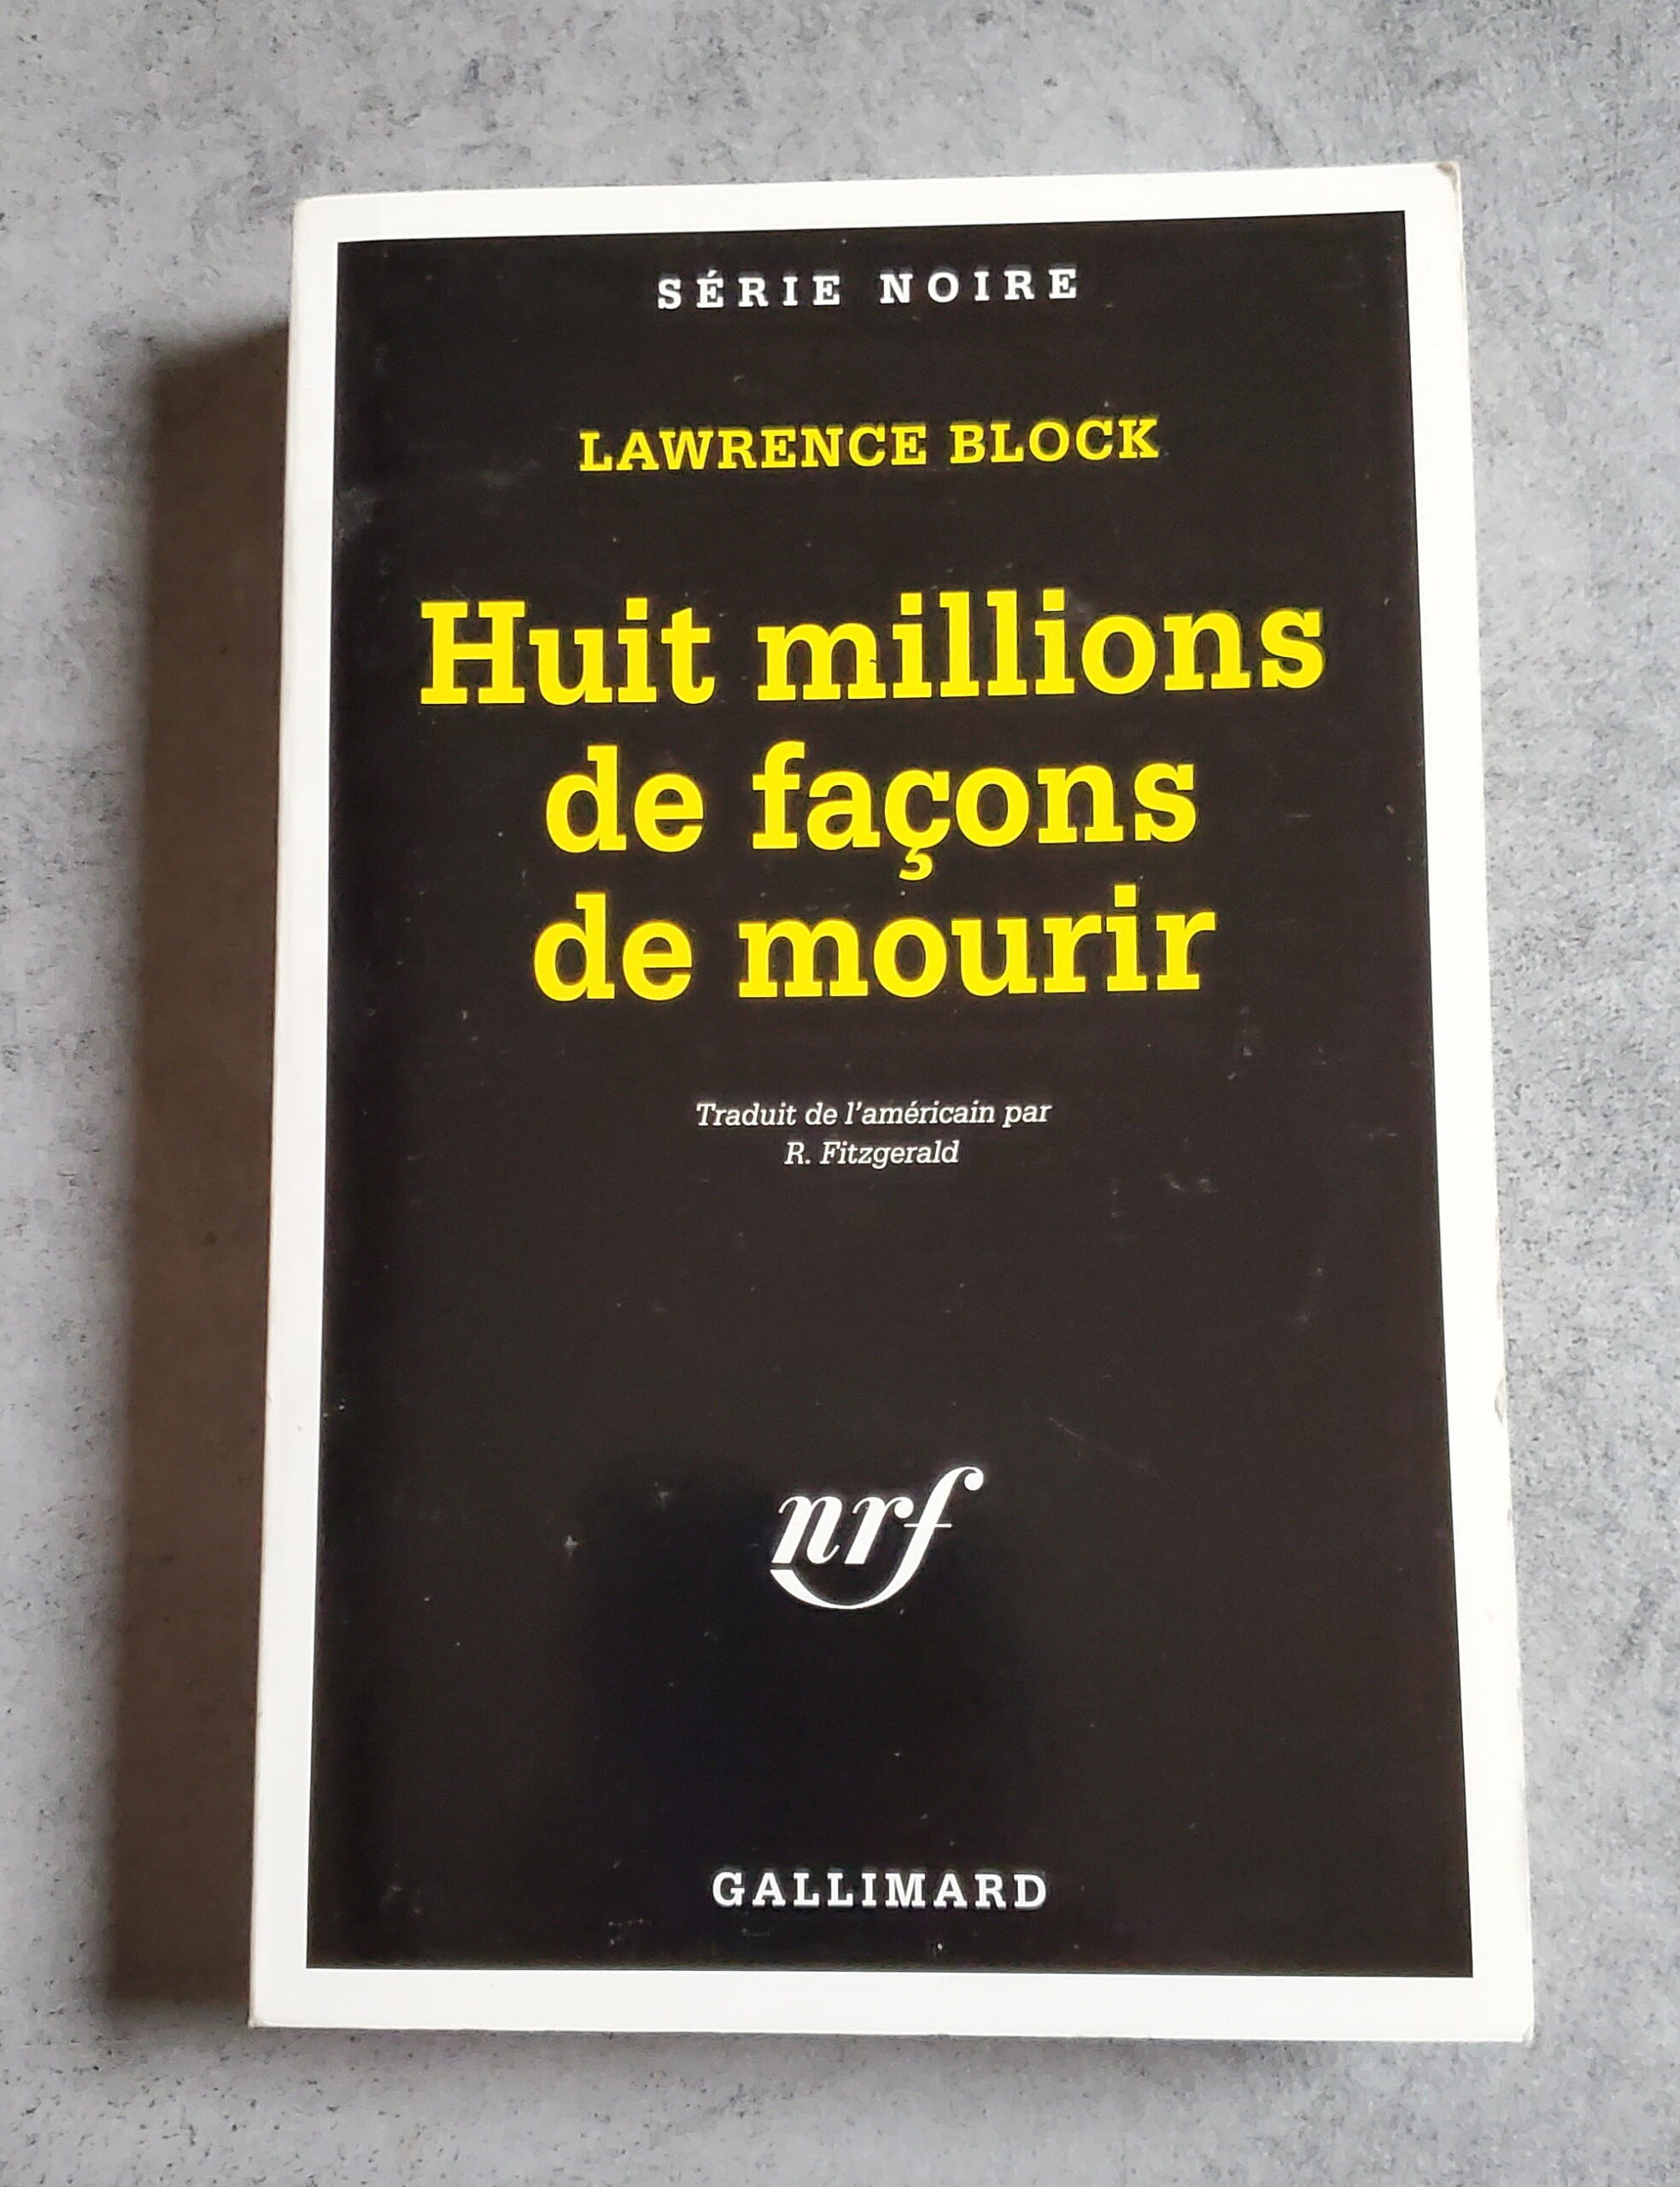 SÉRIE NOIRE
LAWRENCE BLOCK
Huit millions
de façons
de mourir
Traduit de l'américain par
R. Fitzgerald
nrf
GALLIMARD